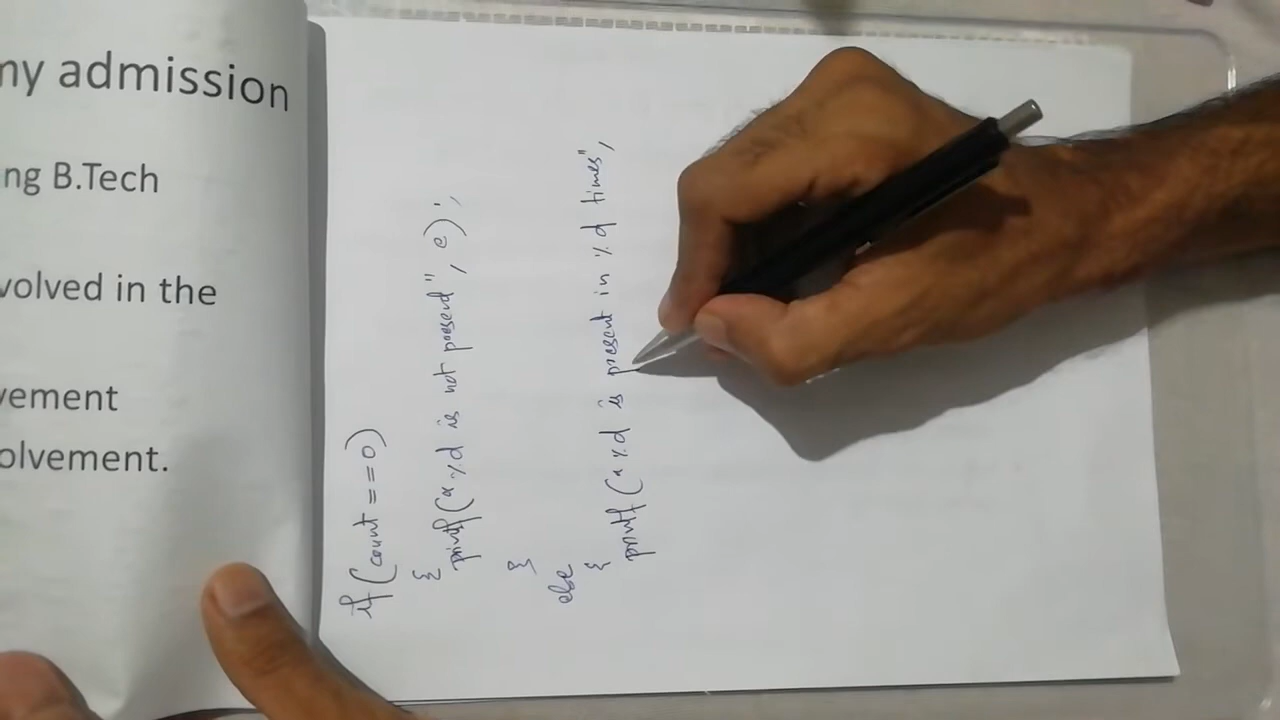 my admission
ng B.Tech
volved in the
vement
olvement.
if (count == 0)
{
printf("%d is not present", e);
}
else
{
printf("%d is present in %d times",